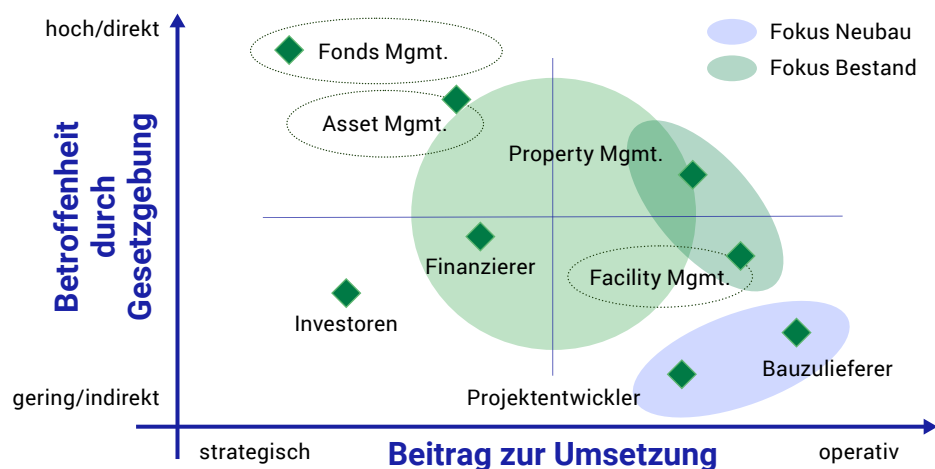 hoch/direkt
Fokus Neubau
Fokus Bestand
Fonds Mgmt.
Asset Mgmt.
Property Mgmt.
Betroffenheit
durch
Gesetzgebung
Finanzierer
Facility Mgmt.
Investoren
Bauzulieferer
Projektentwickler
gering/indirekt
strategisch
Beitrag zur Umsetzung
operativ